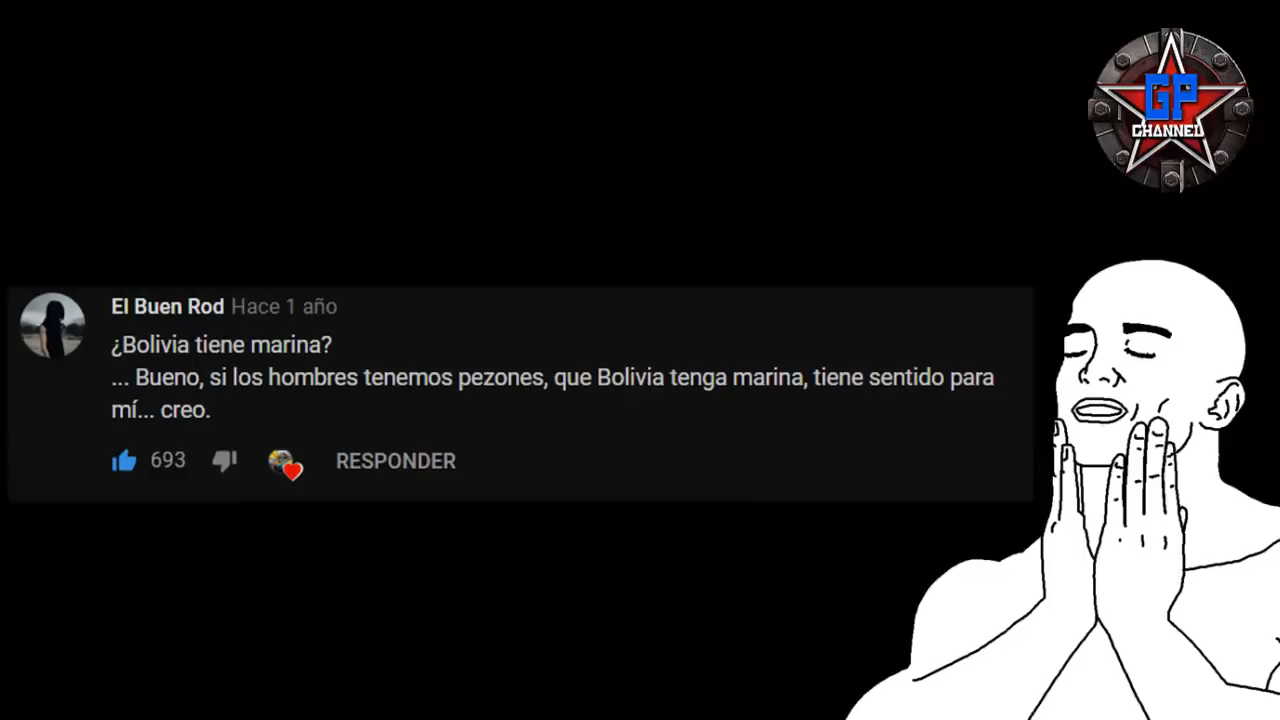 GP
CHANNEL
El Buen Rod Hace 1 año
¿Bolivia tiene marina?
... Bueno, si los hombres tenemos pezones, que Bolivia tenga marina, tiene sentido para
mí... creo.
693 RESPONDER